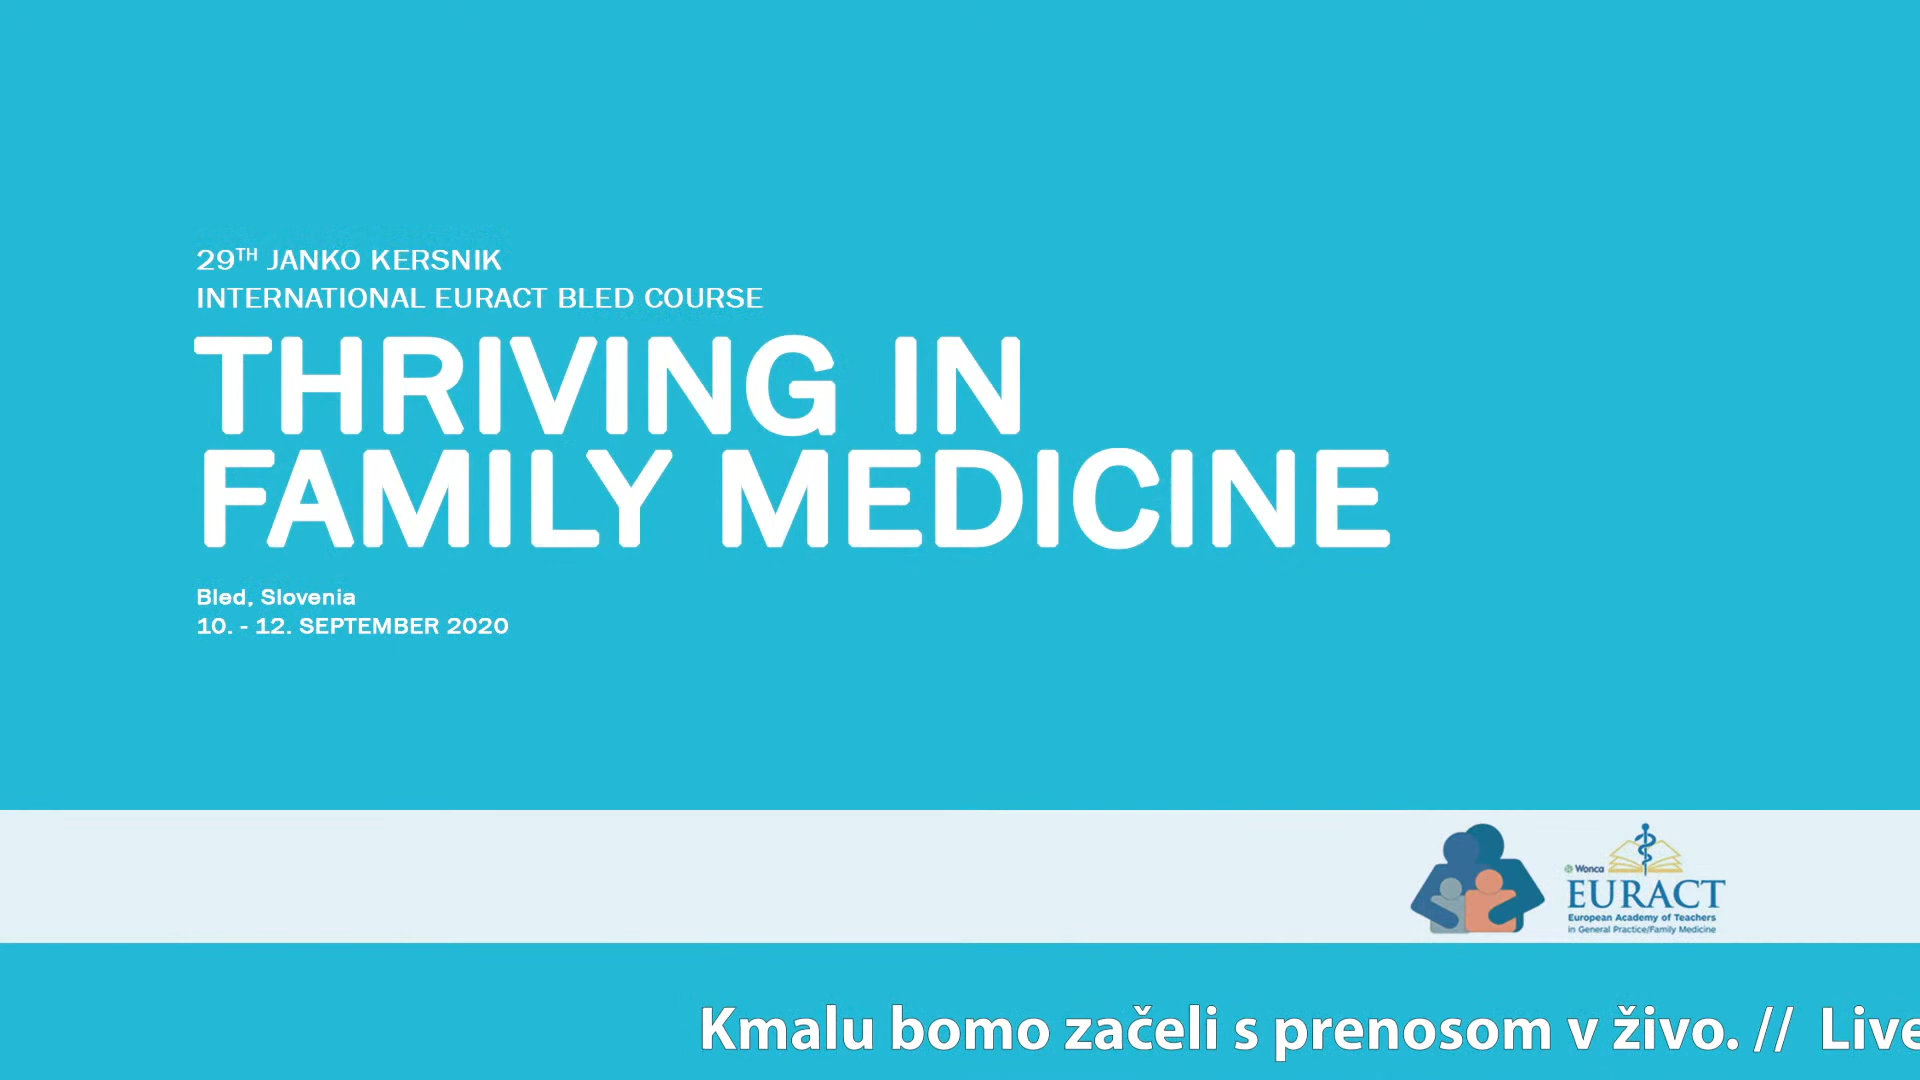 29TH JANKO KERSNIK
INTERNATIONAL EURACT BLED COURSE
THRIVING IN
FAMILY MEDICINE
Bled, Slovenia
10. - 12. SEPTEMBER 2020
Wonca
EURACT
European Academy of Teachers
in General Practice/Family Medicine
Kmalu bomo začeli s prenosom v živo. // Live